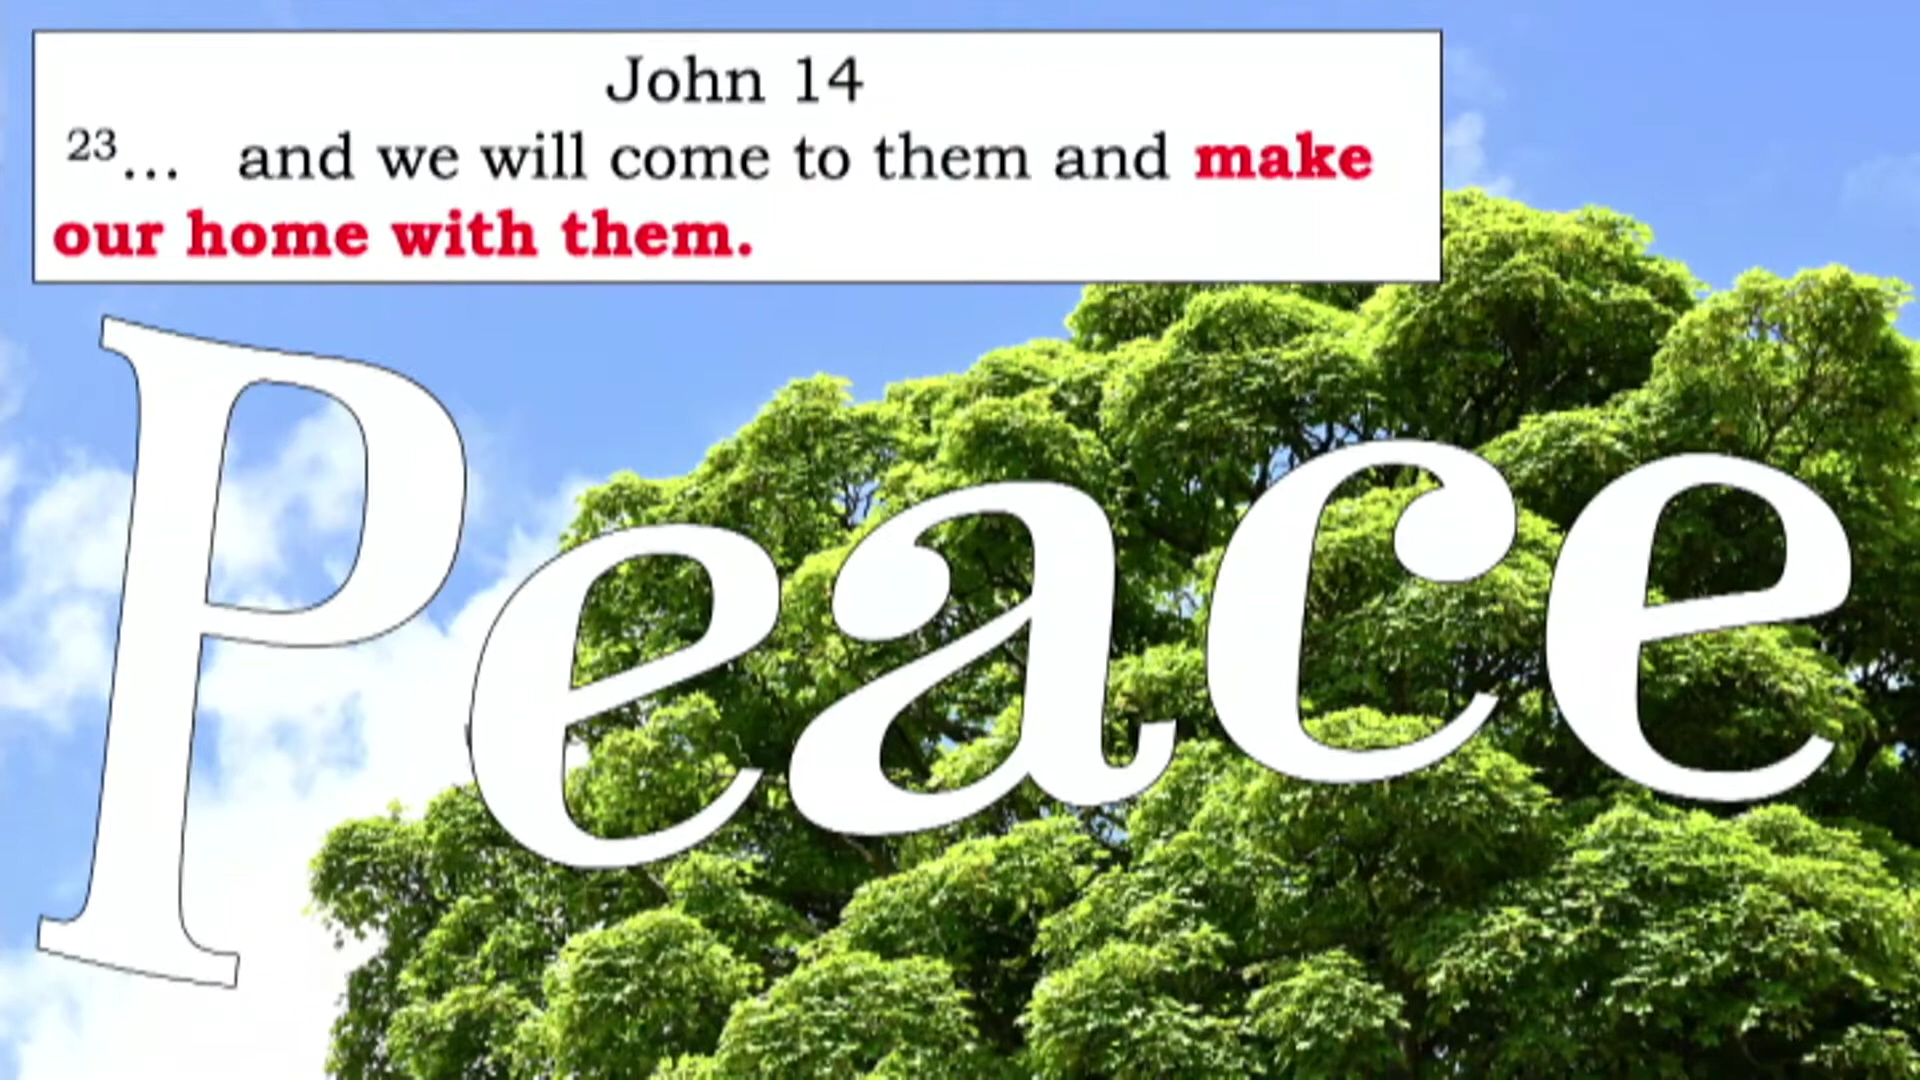 John 14
23... and we will come to them and make
our home with them.
Peace